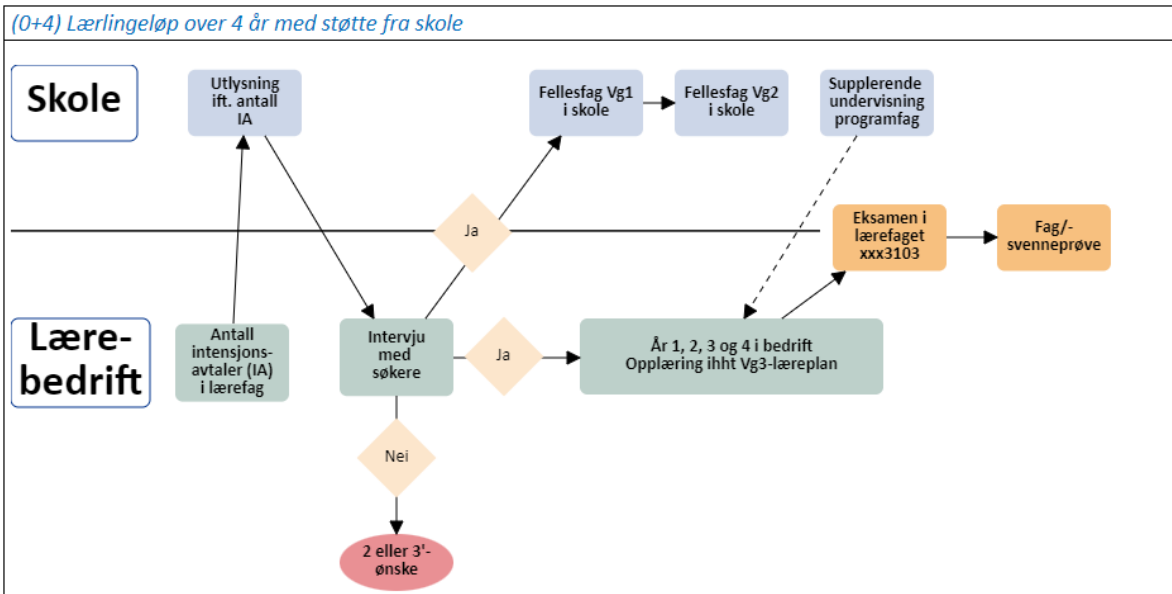 (0+4) Lærlingeløp over 4 år med støtte fra skole
Skole
Utlysning
ift. antall
IA
Fellesfag Vg1
i skole
Fellesfag Vg2
i skole
Supplerende
undervisning
programfag
Ja
Eksamen i
lærefaget
xxx3103
Fag/-
svenneprøve
Lære-
bedrift
Antall
intensjons-
avtaler (IA)
i lærefag
Intervju
med
søkere
Ja
År 1, 2, 3 og 4 i bedrift
Opplæring ihht Vg3-læreplan
Nei
2 eller 3'-
ønske